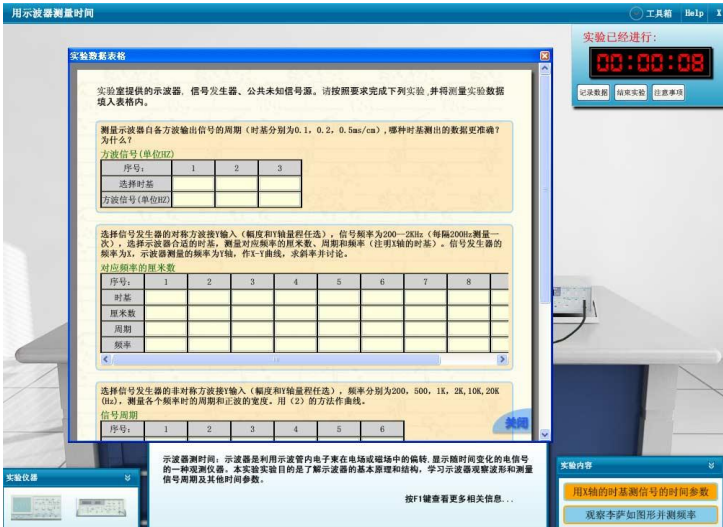 用示波器测量时间
工具箱 Help X
实验已经进行:
00:00:08
记录数据 结束实验 注意事项
实验数据表格
实验室提供的示波器、信号发生器、公共未知信号源。请按照要求完成下列实验,并将测量实验数据
填入表格内。
测量示波器自备方波输出信号的周期（时基分别为0.1, 0.2, 0.5ms/cm）,哪种时基测出的数据更准确?
为什么?
方波信号(单位HZ)
序号: 1 2 3
选择时基
方波信号(单位HZ)
选择信号发生器的对称方波接Y输入（幅度和Y轴量程任选）, 信号频率为200—2KHz（每隔200Hz测量一
次）, 选择示波器合适的时基, 测量对应频率的厘米数、周期和频率（注明X轴的时基）。信号发生器的
频率为X, 示波器测量的频率为Y轴, 作X-Y曲线, 求斜率并讨论。
对应频率的厘米数
序号: 1 2 3 4 5 6 7 8
时基
厘米数
周期
频率
选择信号发生器的非对称方波接Y输入（幅度和Y轴量程任选）, 频率分别为200, 500, 1K, 2K,10K,20K
(Hz), 测量各个频率时的周期和正波的宽度。用（2）的方法作曲线。
信号周期
序号: 1 2 3 4 5 6
关闭
示波器测时间: 示波器是利用示波管内电子束在电场或磁场中的偏转,显示随时间变化的电信号
的一种观测仪器。本实验实验目的是了解示波器的基本原理和结构, 学习示波器观察波形和测量
信号周期及其他时间参数。
按F1键查看更多相关信息...
实验仪器
实验内容
用X轴的时基测信号的时间参数
观察李萨如图形并测频率